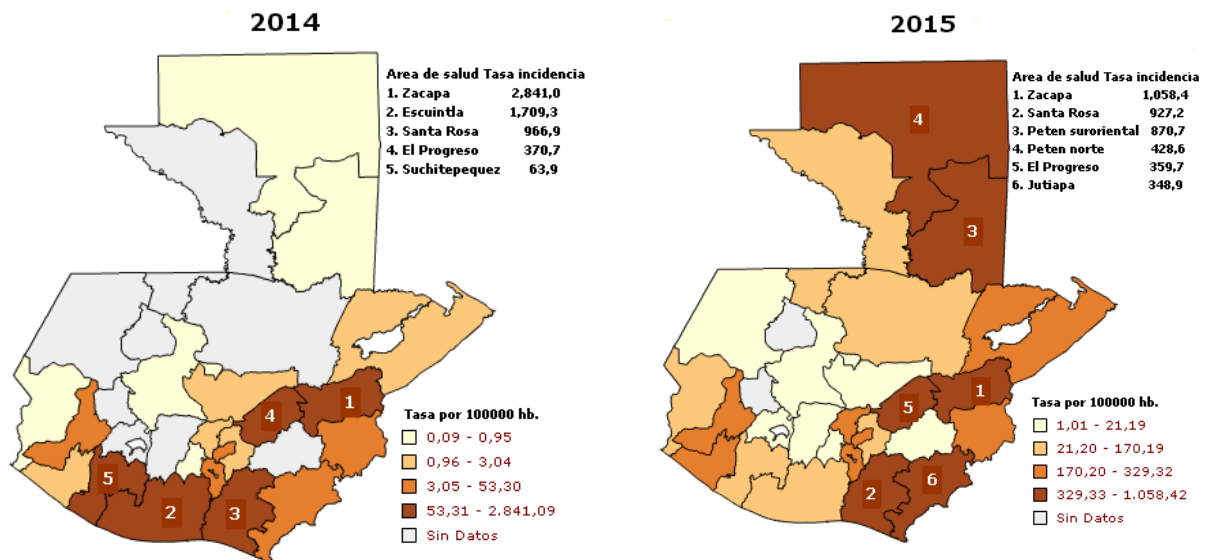 2014
Area de salud Tasa incidencia
1. Zacapa 2,841,0
2. Escuintla 1,709,3
3. Santa Rosa 966,9
4. El Progreso 370,7
5. Suchitepequez 63,9
4
1
5
2
3
Tasa por 100000 hb.
0,09 - 0,95
0,96 - 3,04
3,05 - 53,30
53,31 - 2.841,09
Sin Datos
2015
Area de salud Tasa incidencia
1. Zacapa 1,058,4
2. Santa Rosa 927,2
3. Peten suroriental 870,7
4. Peten norte 428,6
5. El Progreso 359,7
6. Jutiapa 348,9
4
3
1
5
6
2
Tasa por 100000 hb.
1,01 - 21,19
21,20 - 170,19
170,20 - 329,32
329,33 - 1.058,42
Sin Datos